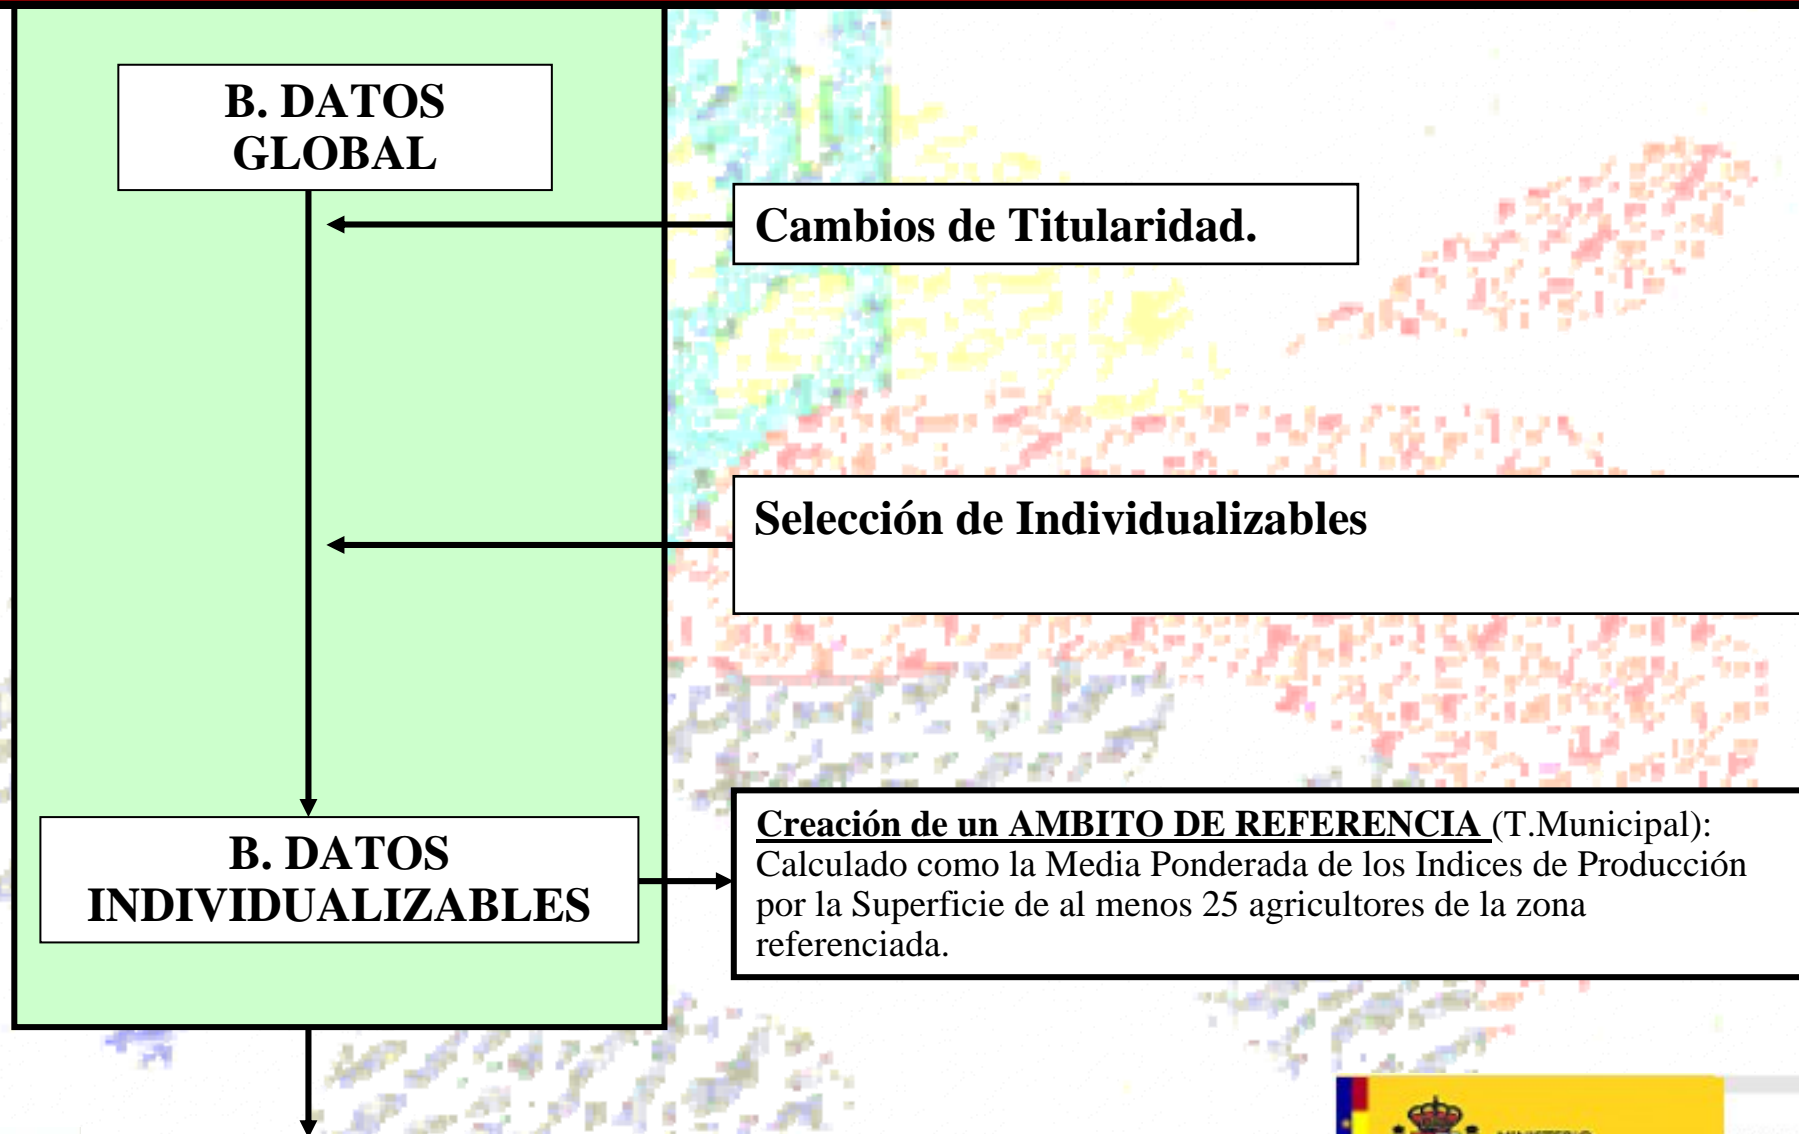 B. DATOS
GLOBAL
Cambios de Titularidad.
Selección de Individualizables
B. DATOS
INDIVIDUALIZABLES
Creación de un AMBITO DE REFERENCIA (T.Municipal):
Calculado como la Media Ponderada de los Indices de Producción
por la Superficie de al menos 25 agricultores de la zona
referenciada.